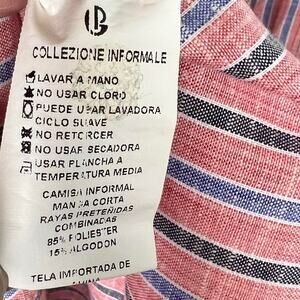 COLLEZIONE INFORMALE
LAVAR A MANO
NO USAR CLORO
PUEDE USAR LAVADORA
CICLO SUAVE
NO RETORCER
NO USAR SECADORA
USAR PLANCHA A
TEMPERATURA MEDIA
CAMISA INFORMAL
MANGA CORTA
RAYAS PRETEÑIDAS
COMBINADAS
85% POLIESTER
15% ALGODON
TELA IMPORTADA DE